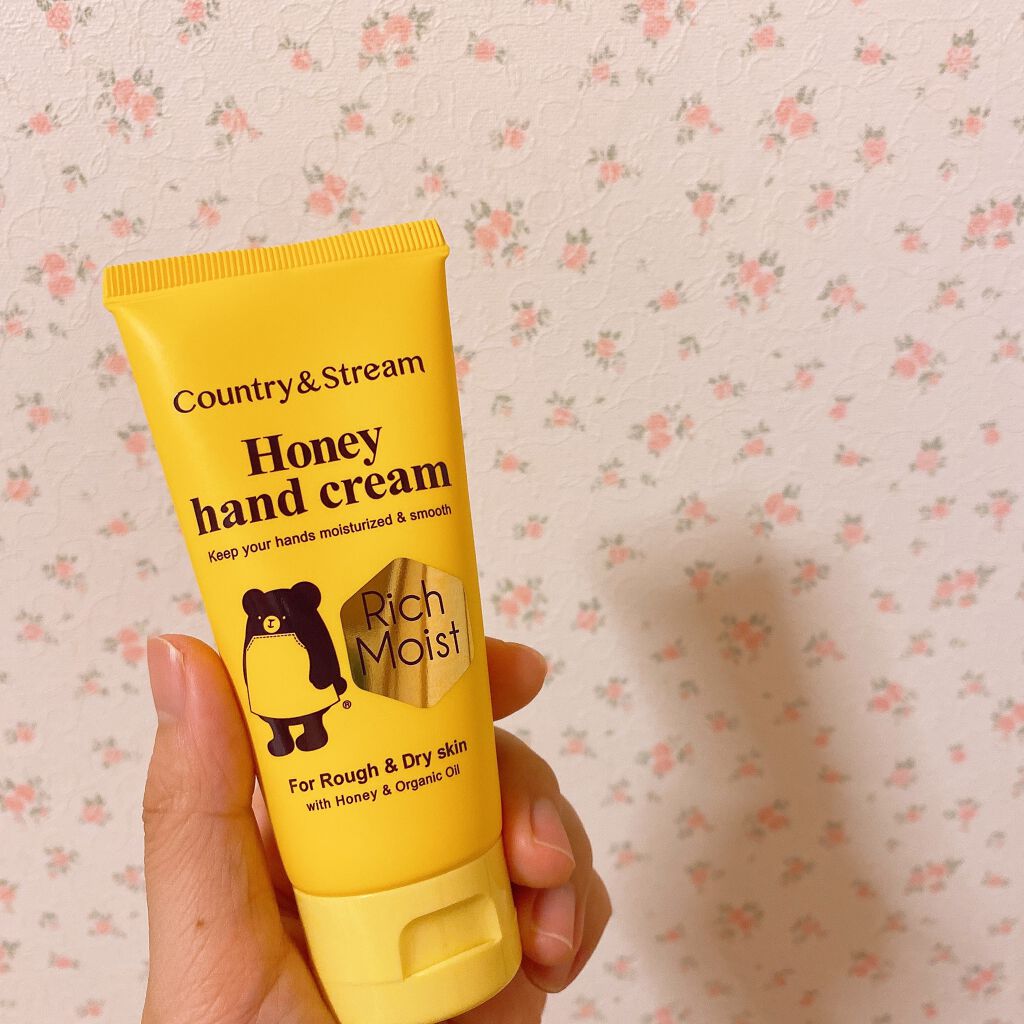 Country & Stream
Honey
hand cream
Keep your hands moisturized & smooth
Rich
Moist
®
For Rough & Dry skin
with Honey & Organic Oil